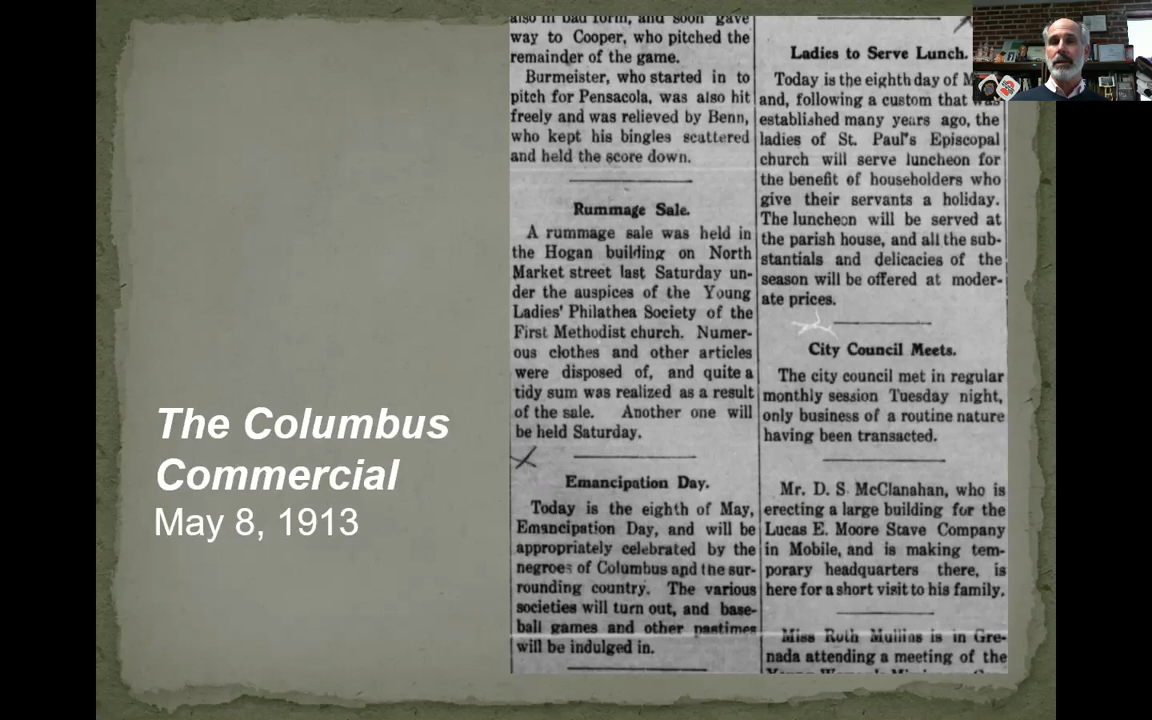 The Columbus
Commercial
May 8, 1913
also in bad form, and soon gave
way to Cooper, who pitched the
remainder of the game.
Burmeister, who started in to
pitch for Pensacola, was also hit
freely and was relieved by Benn,
who kept his bingles scattered
and held the score down.
Rummage Sale.
A rummage sale was held in
the Hogan building on North
Market street last Saturday un-
der the auspices of the Young
Ladies' Philathea Society of the
First Methodist church. Numer-
ous clothes and other articles
were disposed of, and quite a
tidy sum was realized as a result
of the sale. Another one will
be held Saturday.
Emancipation Day.
Today is the eighth of May,
Emancipation Day, and will be
appropriately celebrated by the
negroes of Columbus and the sur-
rounding country. The various
societies will turn out, and base-
ball games and other pastimes
will be indulged in.
Ladies to Serve Lunch.
Today is the eighth day of
and, following a custom that was
established many years ago, the
ladies of St. Paul's Episcopal
church will serve luncheon for
the benefit of householders who
give their servants a holiday.
The luncheon will be served at
the parish house, and all the sub-
stantials and delicacies of the
season will be offered at moder-
ate prices.
City Council Meets.
The city council met in regular
monthly session Tuesday night,
only business of a routine nature
having been transacted.
Mr. D. S. McClanahan, who is
erecting a large building for the
Lucas E. Moore Stave Company
in Mobile, and is making tem-
porary headquarters there, is
here for a short visit to his family.
Miss Ruth Mullins is in Gre-
nada attending a meeting of the